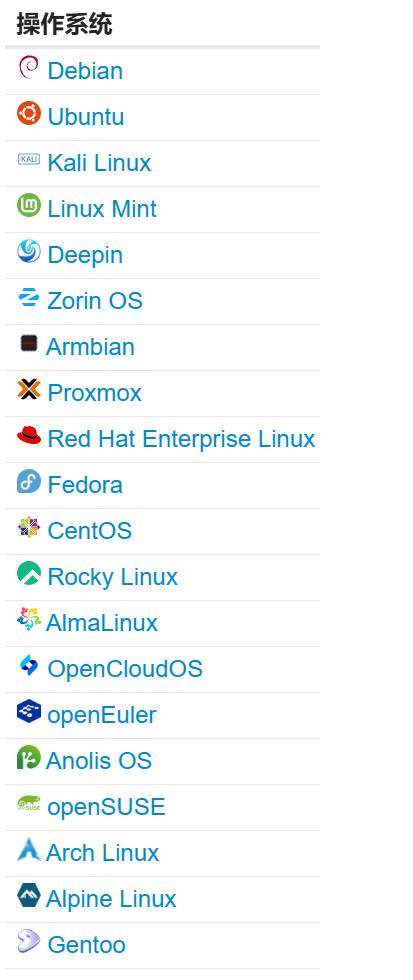 操作系统
Debian
Ubuntu
KALI Kali Linux
Linux Mint
Deepin
Zorin OS
Armbian
Proxmox
Red Hat Enterprise Linux
Fedora
CentOS
Rocky Linux
AlmaLinux
OpenCloudOS
openEuler
Anolis OS
openSUSE
Arch Linux
Alpine Linux
Gentoo